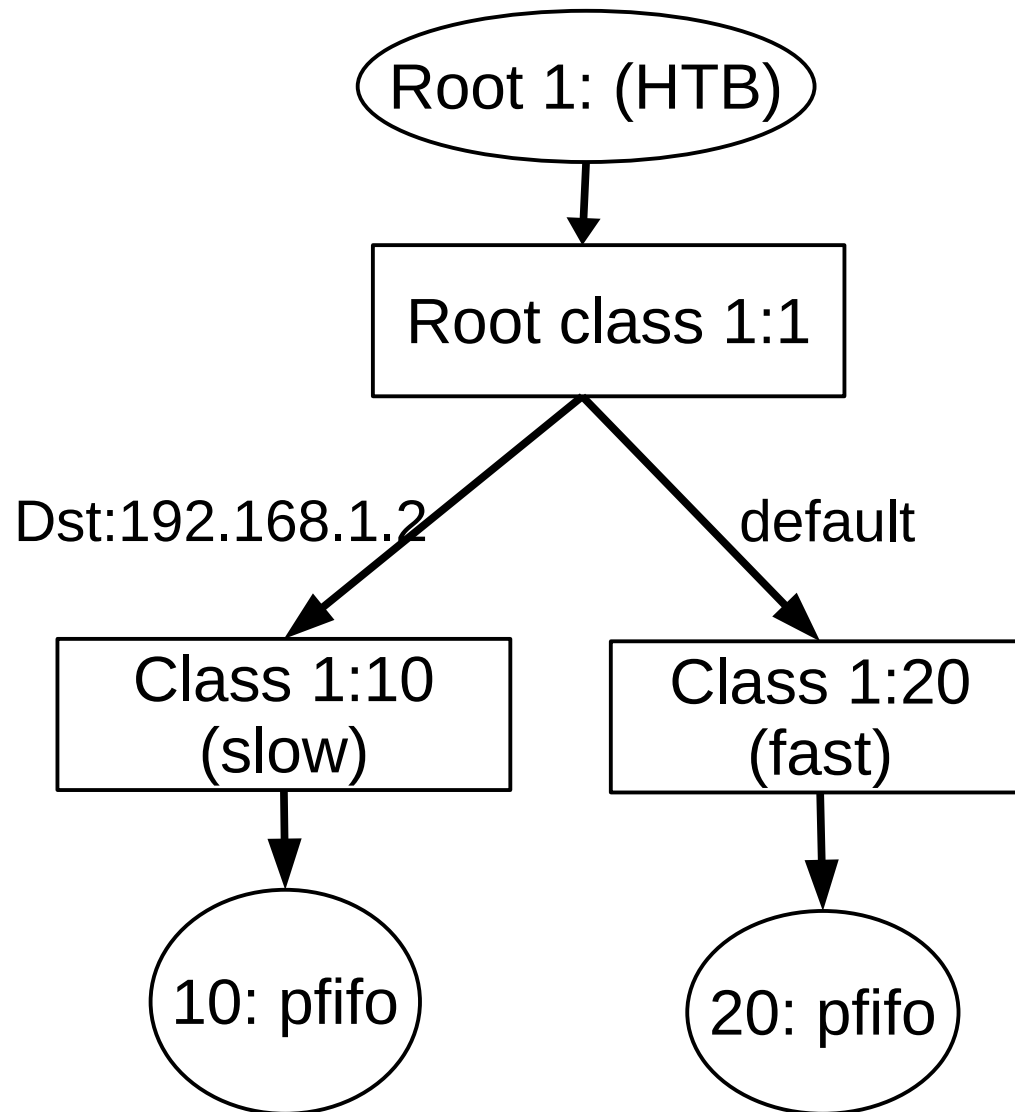 Root 1: (HTB)
Root class 1:1
Dst:192.168.1.2
default
Class 1:10
(slow)
Class 1:20
(fast)
10: pfifo
20: pfifo